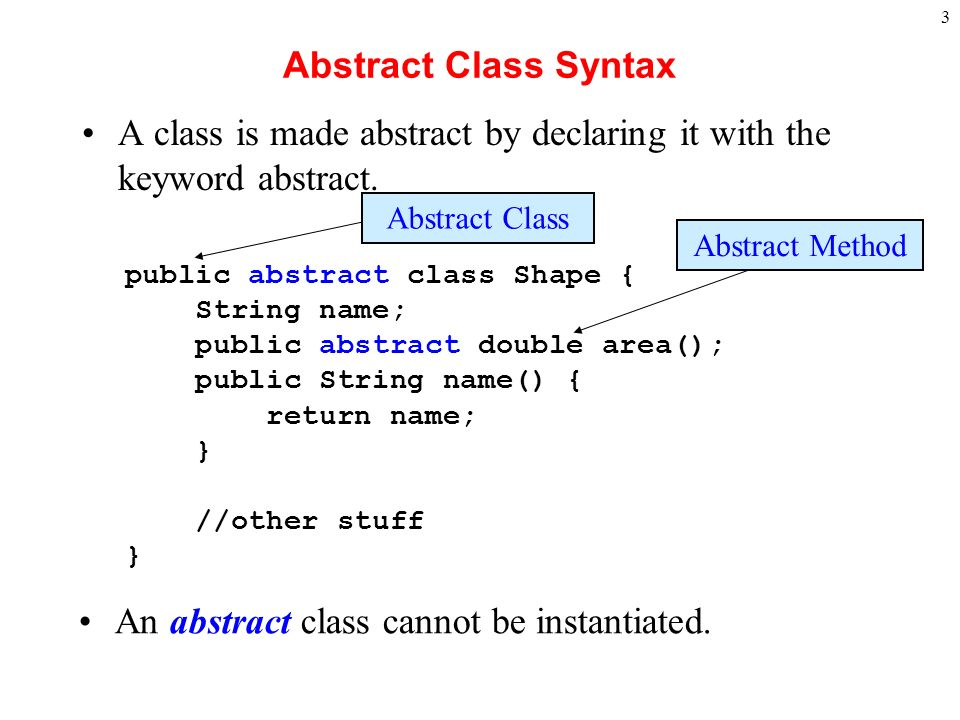 3
Abstract Class Syntax
• A class is made abstract by declaring it with the
keyword abstract.
Abstract Class
Abstract Method
public abstract class Shape {
    String name;
    public abstract double area();
    public String name() {
        return name;
    }
    //other stuff
}
• An abstract class cannot be instantiated.